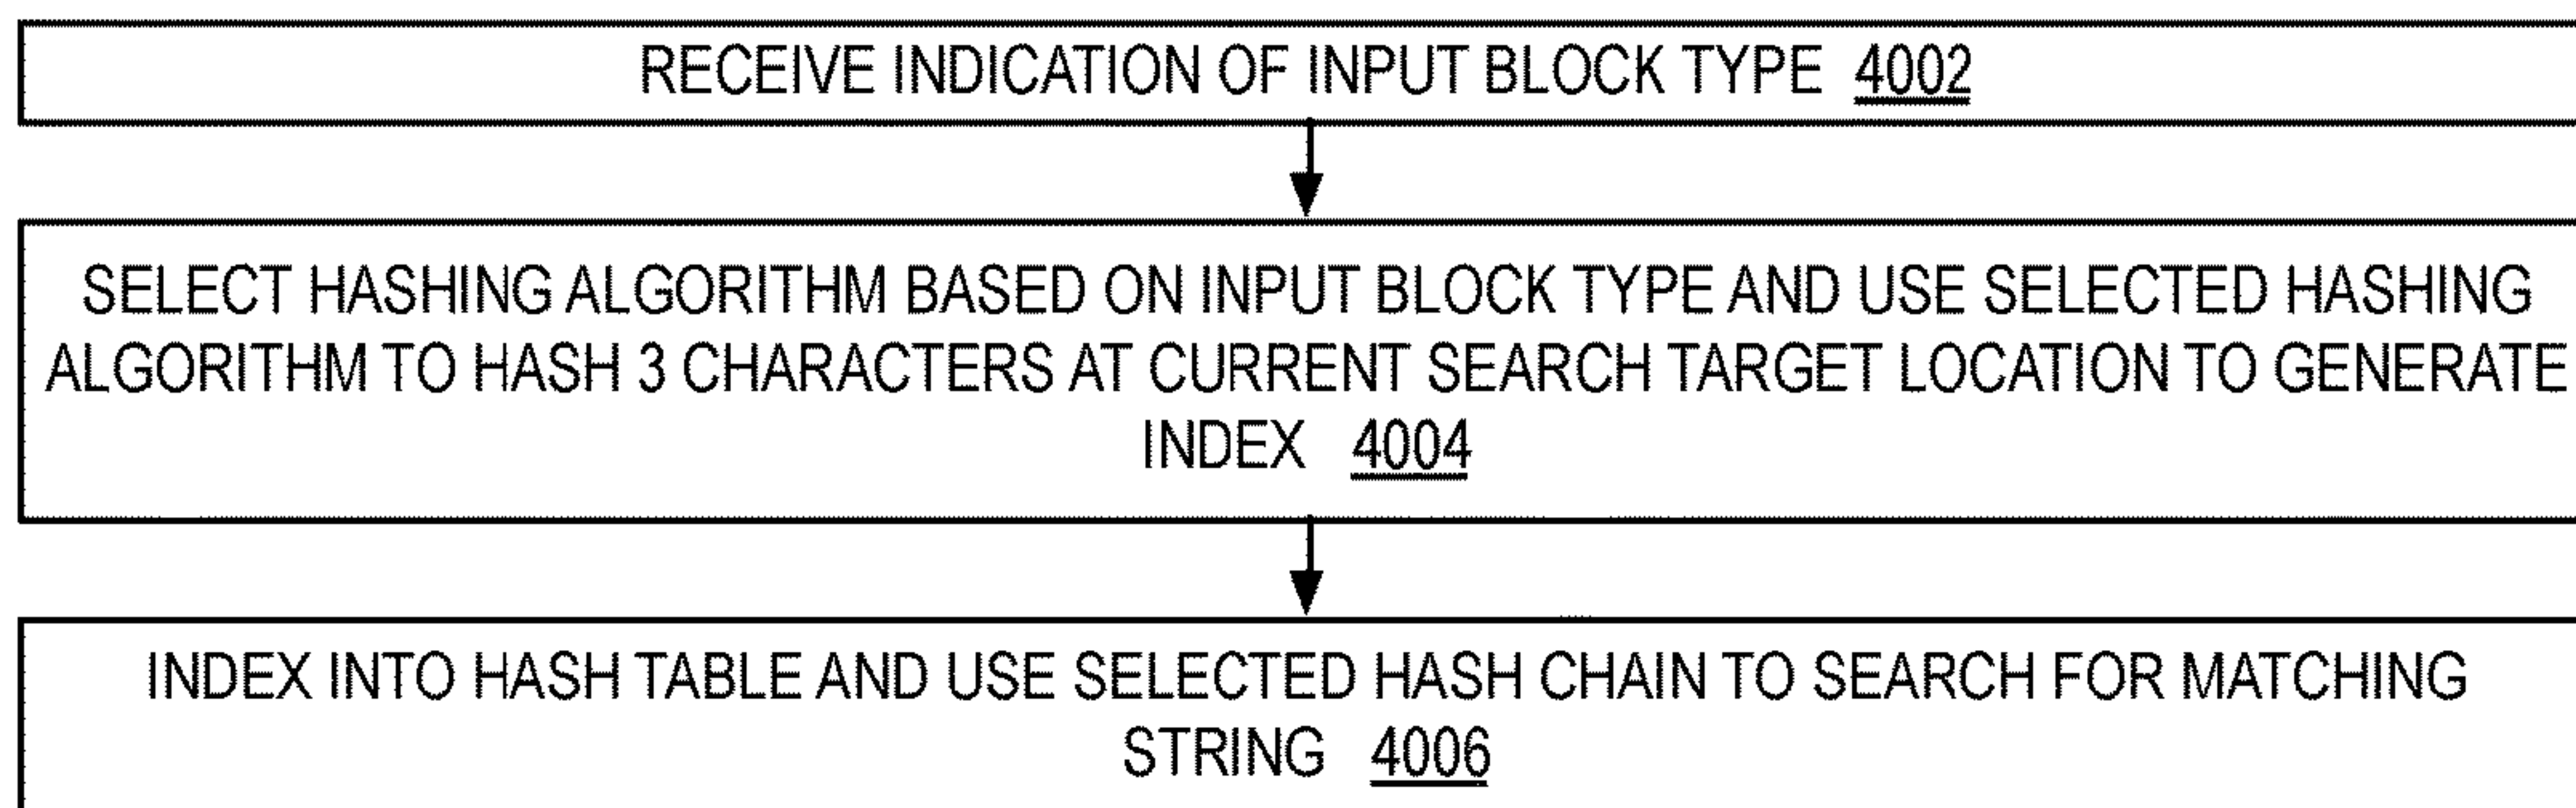 RECEIVE INDICATION OF INPUT BLOCK TYPE 4002
SELECT HASHING ALGORITHM BASED ON INPUT BLOCK TYPE AND USE SELECTED HASHING
ALGORITHM TO HASH 3 CHARACTERS AT CURRENT SEARCH TARGET LOCATION TO GENERATE
INDEX 4004
INDEX INTO HASH TABLE AND USE SELECTED HASH CHAIN TO SEARCH FOR MATCHING
STRING 4006